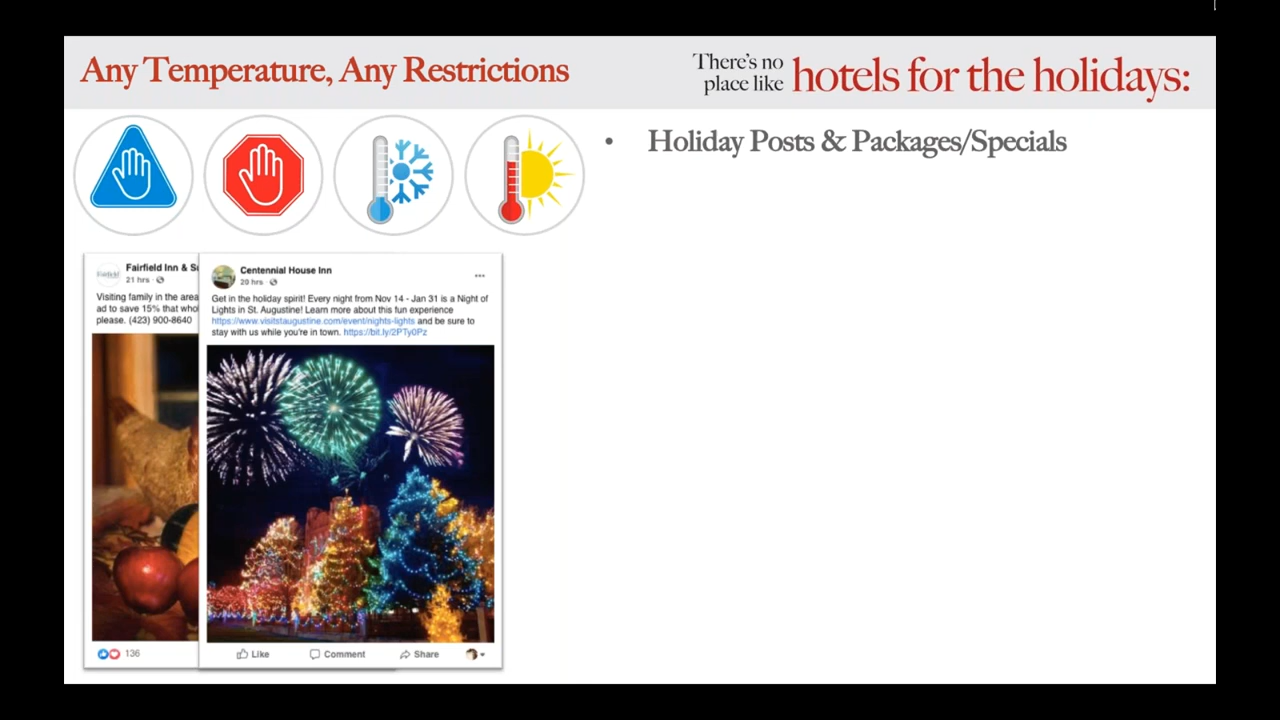 Any Temperature, Any Restrictions
There's no
place like
hotels for the holidays:
• Holiday Posts & Packages/Specials
Fairfield Inn & S
21 hrs ·
Visiting family in the area
ad to save 15% that
please. (423) 900-8640
136
Centennial House Inn
20 hrs ·
Get in the holiday spirit! Every night from Nov 14 - Jan 31 is a Night of
Lights in St. Augustine! Learn more about this fun experience
https://www.visitstaugustine.com/event/nights-lights and be sure to
stay with us while you're in town. https://bit.ly/2PTy0Pz
Like Comment Share